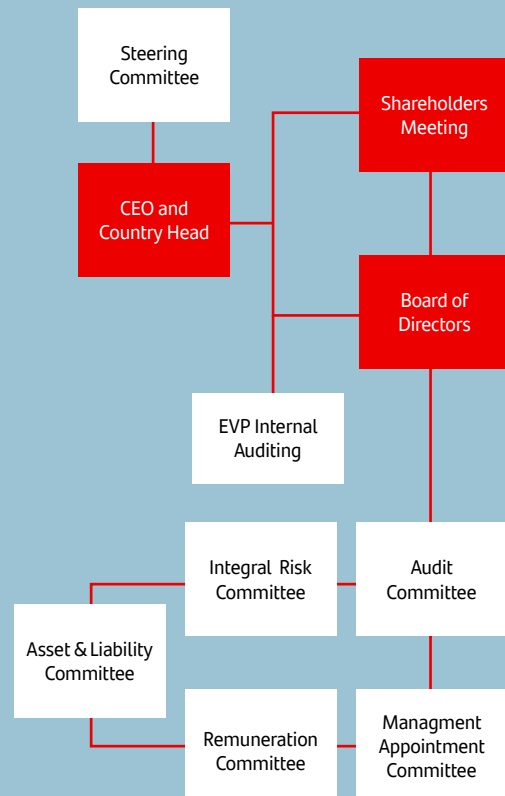 Steering
Committee
Shareholders
Meeting
CEO and
Country Head
Board of
Directors
EVP Internal
Auditing
Integral Risk
Committee
Audit
Committee
Asset & Liability
Committee
Remuneration
Committee
Managment
Appointment
Committee